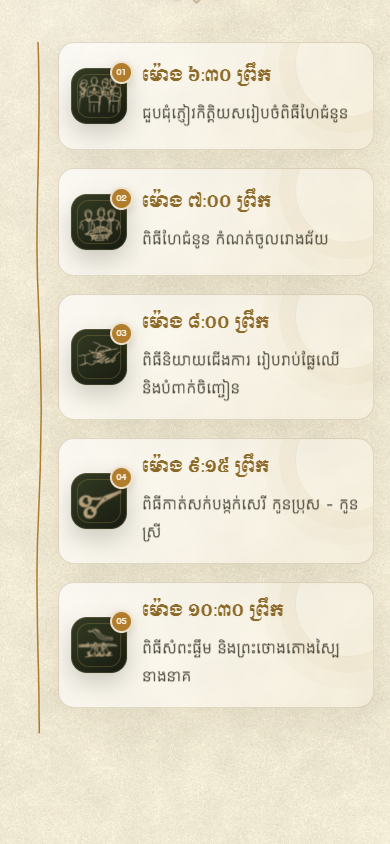 01
ម៉ោង ៦:៣០ ព្រឹក
ជួបជុំភ្ញៀវកិត្តិយសរៀបចំពិធីហែជំនូន
02
ម៉ោង ៧:០០ ព្រឹក
ពិធីហែជំនូន កំណត់ចូលរោងជ័យ
03
ម៉ោង ៨:០០ ព្រឹក
ពិធីនិយាយជើងការ រៀបរាប់ផ្លែឈើ
និងបំពាក់ចិញ្ចៀន
04
ម៉ោង ៩:១៥ ព្រឹក
ពិធីកាត់សក់បង្កក់សេរី កូនប្រុស - កូន
ស្រី
05
ម៉ោង ១០:៣០ ព្រឹក
ពិធីសំពះផ្ទឹម និងព្រះថោងតោងស្បៃ
នាងនាគ